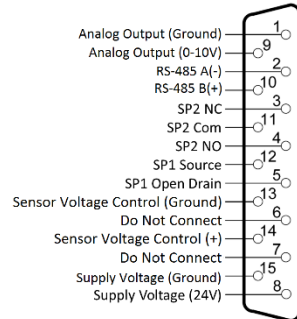 Analog Output (Ground) 1
Analog Output (0-10V) 9
RS-485 A(-) 2
RS-485 B(+) 10
SP2 NC 3
SP2 Com 11
SP2 NO 4
SP1 Source 12
SP1 Open Drain 5
Sensor Voltage Control (Ground) 13
Do Not Connect 6
Sensor Voltage Control (+) 14
Do Not Connect 7
Supply Voltage (Ground) 15
Supply Voltage (24V) 8